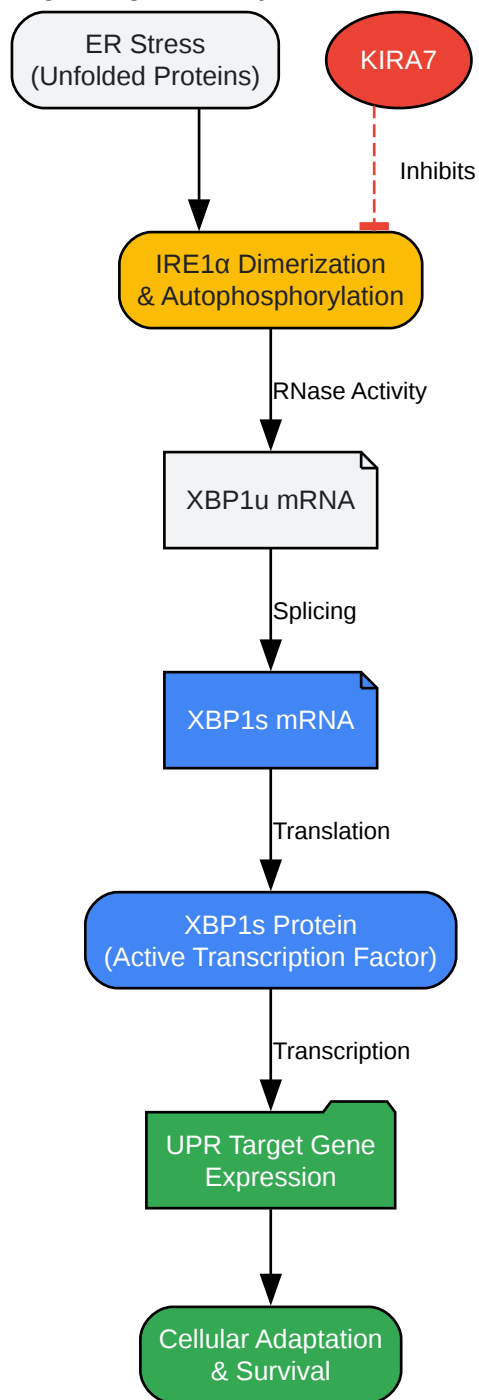 ER Stress
(Unfolded Proteins)
KIRA7
Inhibits
IRE1α Dimerization
& Autophosphorylation
RNase Activity
XBP1u mRNA
Splicing
XBP1s mRNA
Translation
XBP1s Protein
(Active Transcription Factor)
Transcription
UPR Target Gene
Expression
Cellular Adaptation
& Survival